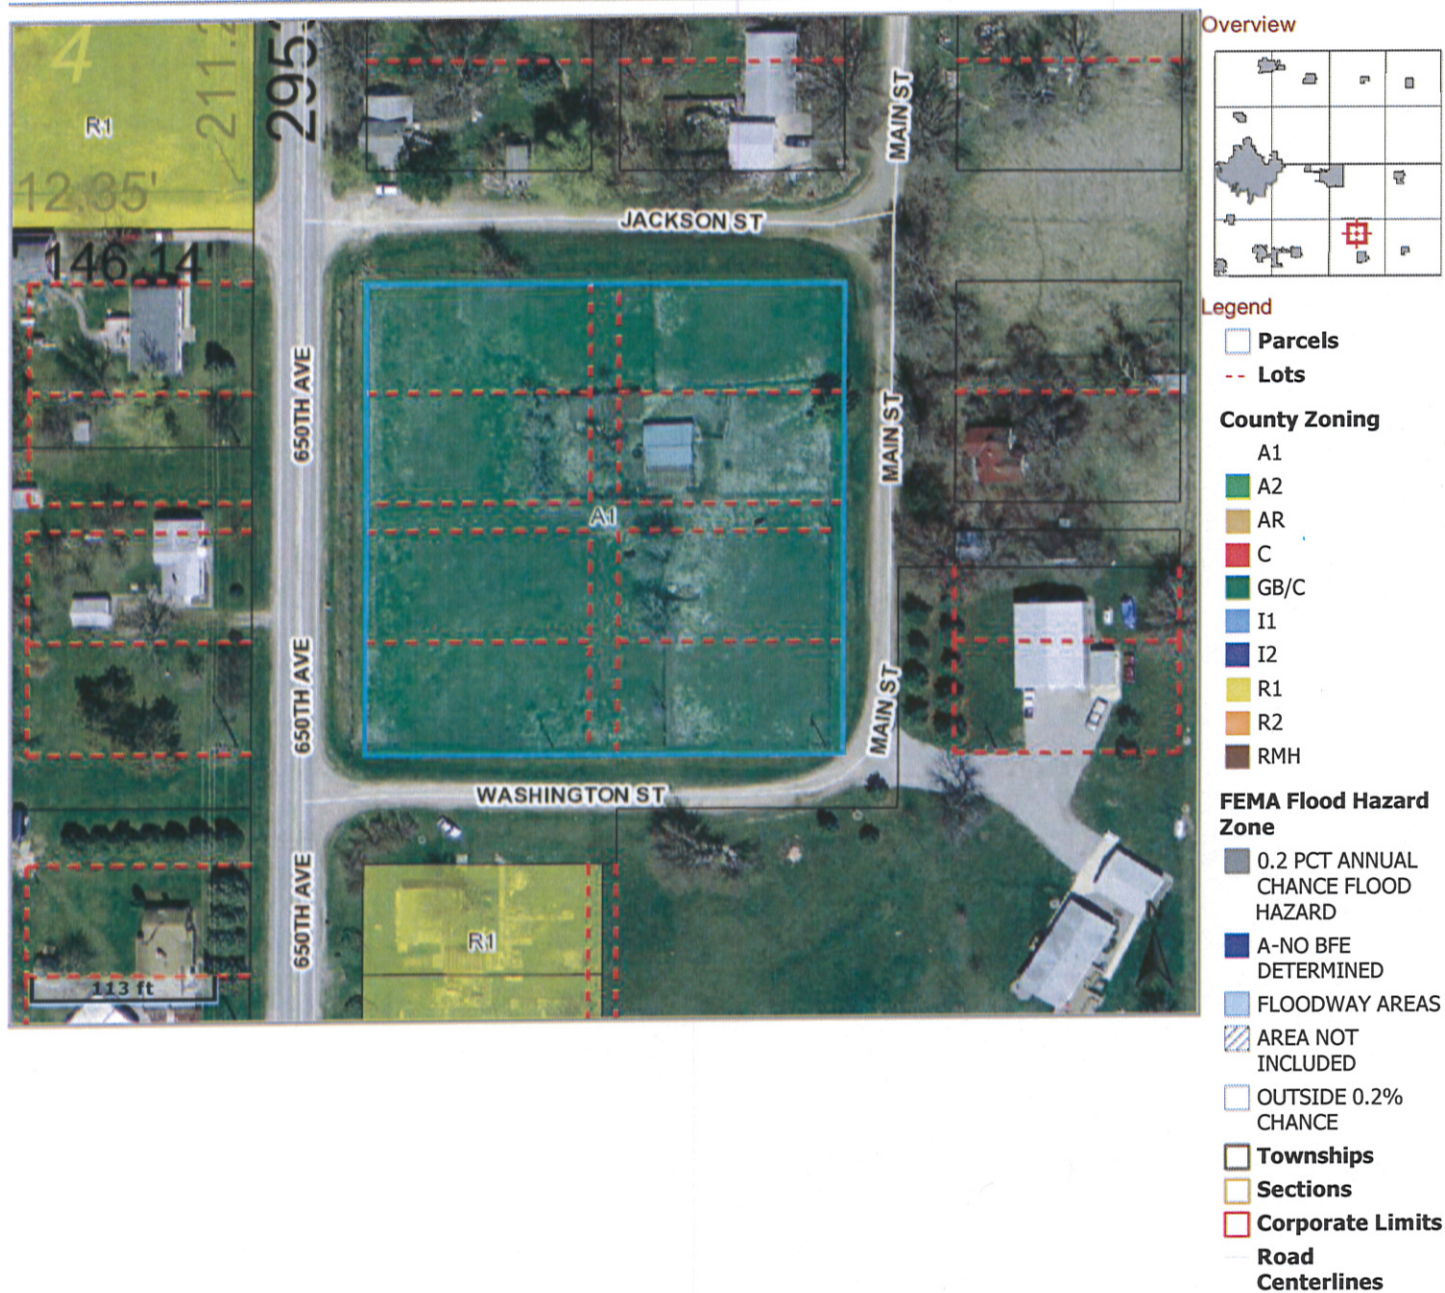 4
R1
211.2
12.35'
295.
146.14'
JACKSON ST
MAIN ST
650TH AVE
MAIN ST
A1
650TH AVE
MAIN ST
WASHINGTON ST
650TH AVE
R1
113 ft
N
Overview
Legend
Parcels
Lots
County Zoning
A1
A2
AR
C
GB/C
I1
I2
R1
R2
RMH
FEMA Flood Hazard
Zone
0.2 PCT ANNUAL
CHANCE FLOOD
HAZARD
A-NO BFE
DETERMINED
FLOODWAY AREAS
AREA NOT
INCLUDED
OUTSIDE 0.2%
CHANCE
Townships
Sections
Corporate Limits
Road
Centerlines